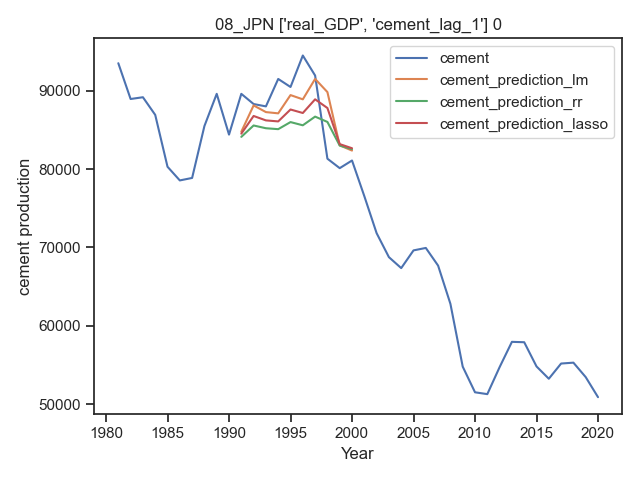 08_JPN ['real_GDP', 'cement_lag_1'] 0
cement
cement_prediction_lm
cement_prediction_rr
cement_prediction_lasso
cement production
90000
80000
70000
60000
50000
1980 1985 1990 1995 2000 2005 2010 2015 2020
Year